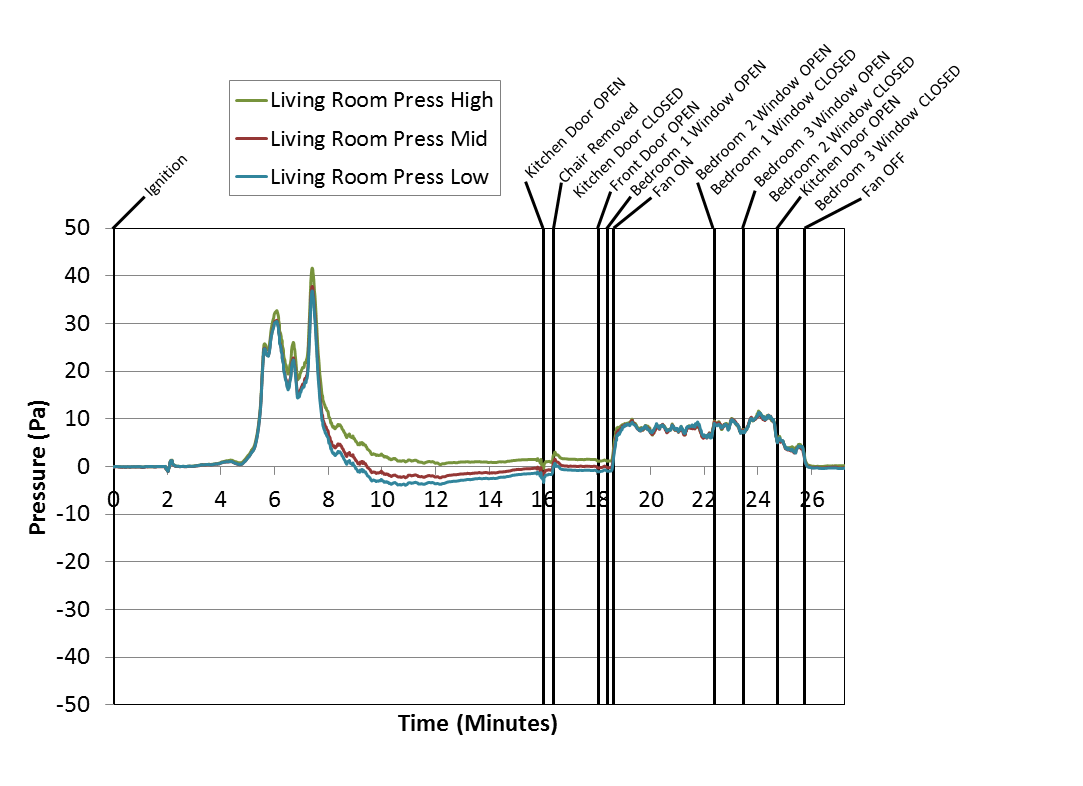 Living Room Press High
Living Room Press Mid
Living Room Press Low
Ignition
Kitchen Door OPEN
Chair Removed
Kitchen Door CLOSED
Front Door OPEN
Bedroom 1 Window OPEN
Fan ON
Bedroom 2 Window OPEN
Bedroom 1 Window CLOSED
Bedroom 3 Window OPEN
Bedroom 2 Window CLOSED
Kitchen Door OPEN
Bedroom 3 Window CLOSED
Fan OFF
50
40
30
20
10
0
-10
-20
-30
-40
-50
Pressure (Pa)
0 2 4 6 8 10 12 14 16 18 20 22 24 26
Time (Minutes)